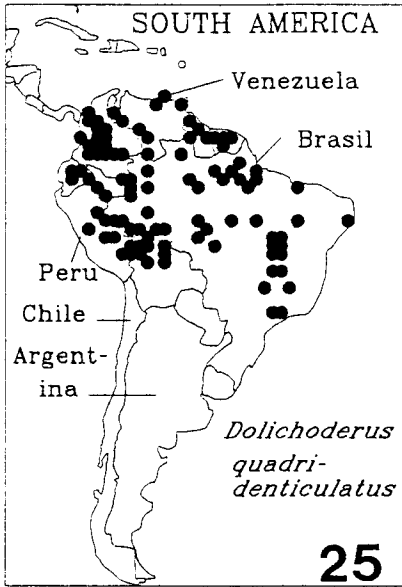 SOUTH AMERICA
Venezuela
Brasil
Peru
Chile
Argent-
ina
Dolichoderus
quadri-
denticulatus
25